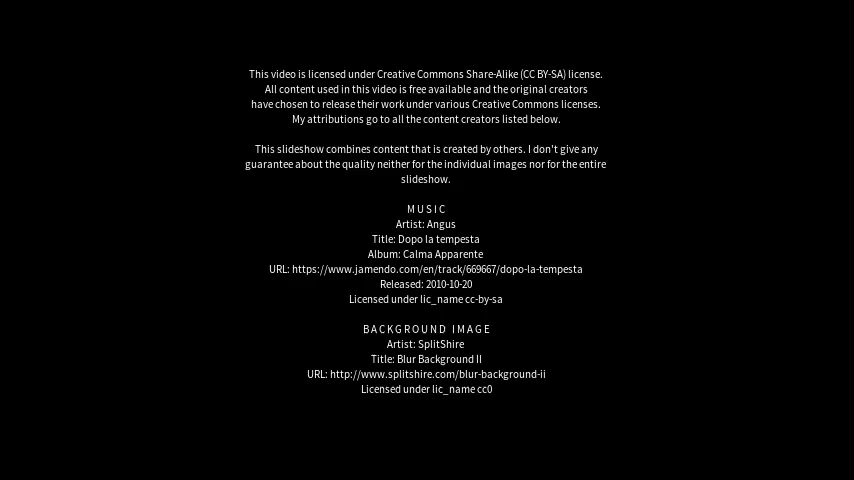 This video is licensed under Creative Commons Share-Alike (CC BY-SA) license.
All content used in this video is free available and the original creators
have chosen to release their work under various Creative Commons licenses.
My attributions go to all the content creators listed below.
This slideshow combines content that is created by others. I don't give any
guarantee about the quality neither for the individual images nor for the entire
slideshow.
MUSIC
Artist: Angus
Title: Dopo la tempesta
Album: Calma Apparente
URL: https://www.jamendo.com/en/track/669667/dopo-la-tempesta
Released: 2010-10-20
Licensed under lic_name cc-by-sa
BACKGROUND IMAGE
Artist: SplitShire
Title: Blur Background II
URL: http://www.splitshire.com/blur-background-ii
Licensed under lic_name cc0